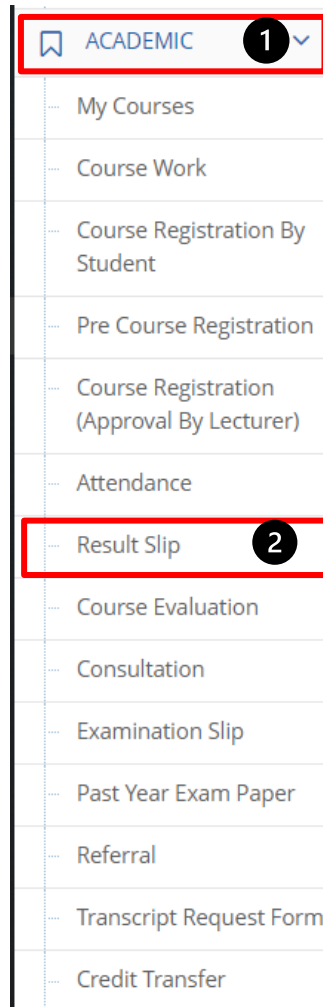 ACADEMIC 1
My Courses
Course Work
Course Registration By
Student
Pre Course Registration
Course Registration
(Approval By Lecturer)
Attendance
Result Slip 2
Course Evaluation
Consultation
Examination Slip
Past Year Exam Paper
Referral
Transcript Request Form
Credit Transfer